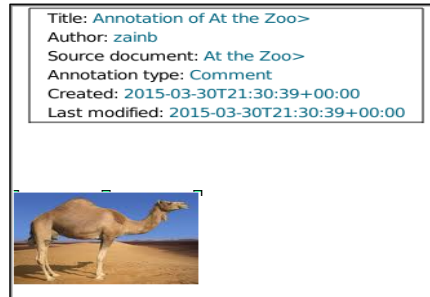 Title: Annotation of At the Zoo>
Author: zainb
Source document: At the Zoo>
Annotation type: Comment
Created: 2015-03-30T21:30:39+00:00
Last modified: 2015-03-30T21:30:39+00:00